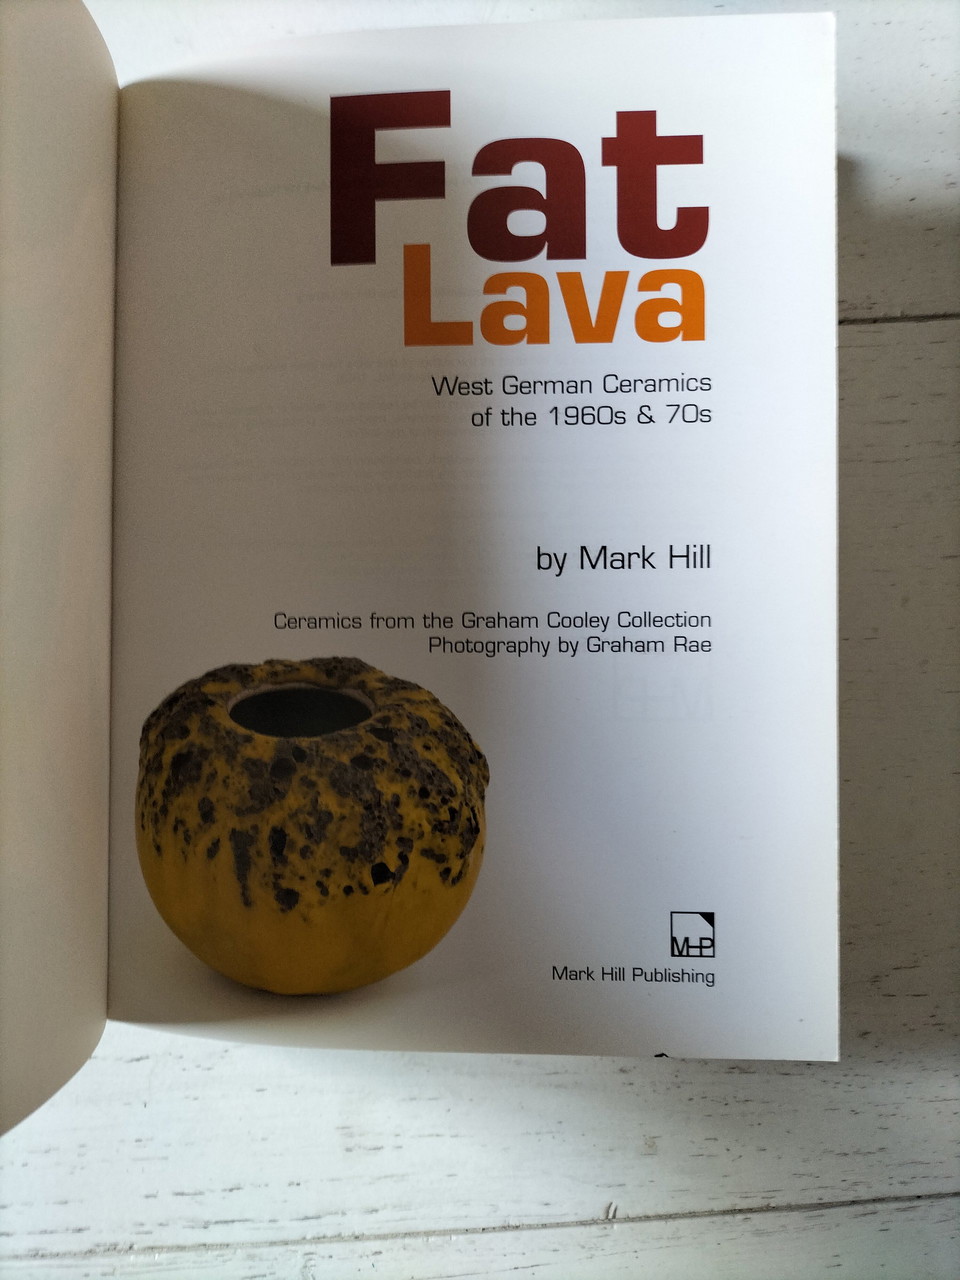 Fat
Lava
West German Ceramics
of the 1960s & 70s
by Mark Hill
Ceramics from the Graham Cooley Collection
Photography by Graham Rae
MHP
Mark Hill Publishing